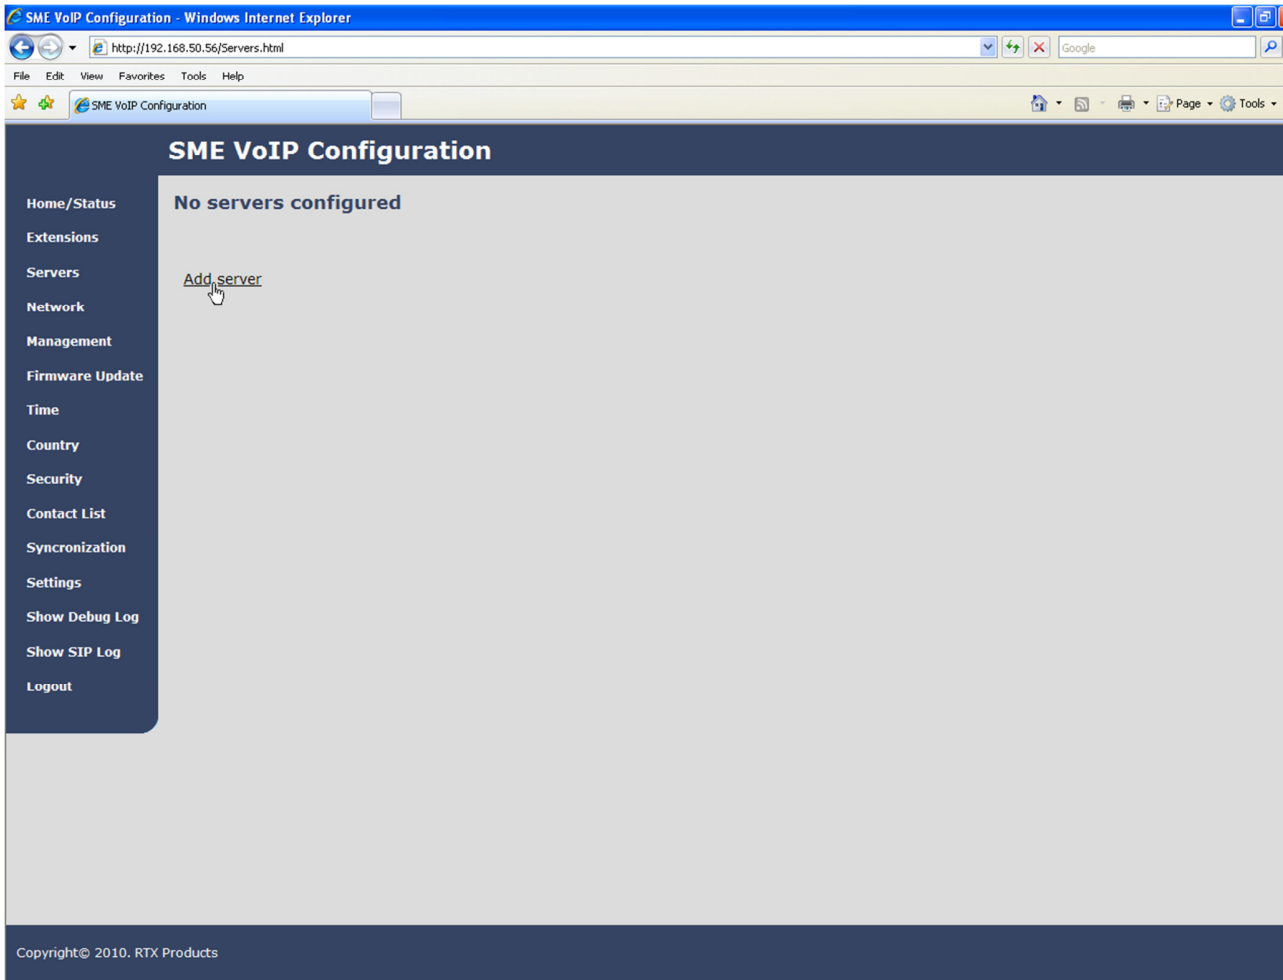 SME VoIP Configuration - Windows Internet Explorer
http://192.168.50.56/Servers.html
Google
File Edit View Favorites Tools Help
SME VoIP Configuration
Page
Tools
SME VoIP Configuration
Home/Status
Extensions
Servers
Network
Management
Firmware Update
Time
Country
Security
Contact List
Syncronization
Settings
Show Debug Log
Show SIP Log
Logout
No servers configured
Add server
Copyright© 2010. RTX Products